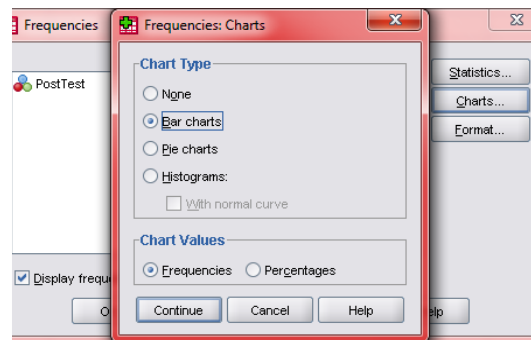 Frequencies
Frequencies: Charts
PostTest
Chart Type
None
Bar charts
Pie charts
Histograms:
With normal curve
Chart Values
Frequencies Percentages
Continue Cancel Help
Statistics...
Charts...
Format...
Display frequ
O
elp